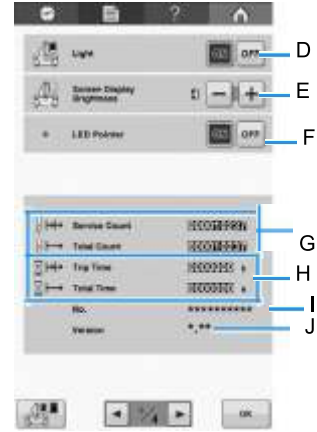 ?
Light
OFF
D
Screen Display
Brightness
E
LED Pointer
OFF
F
Service Count
G
Total Count
Trip Time
H
Total Time
No.
**********
I
Version
*.**
J
OK